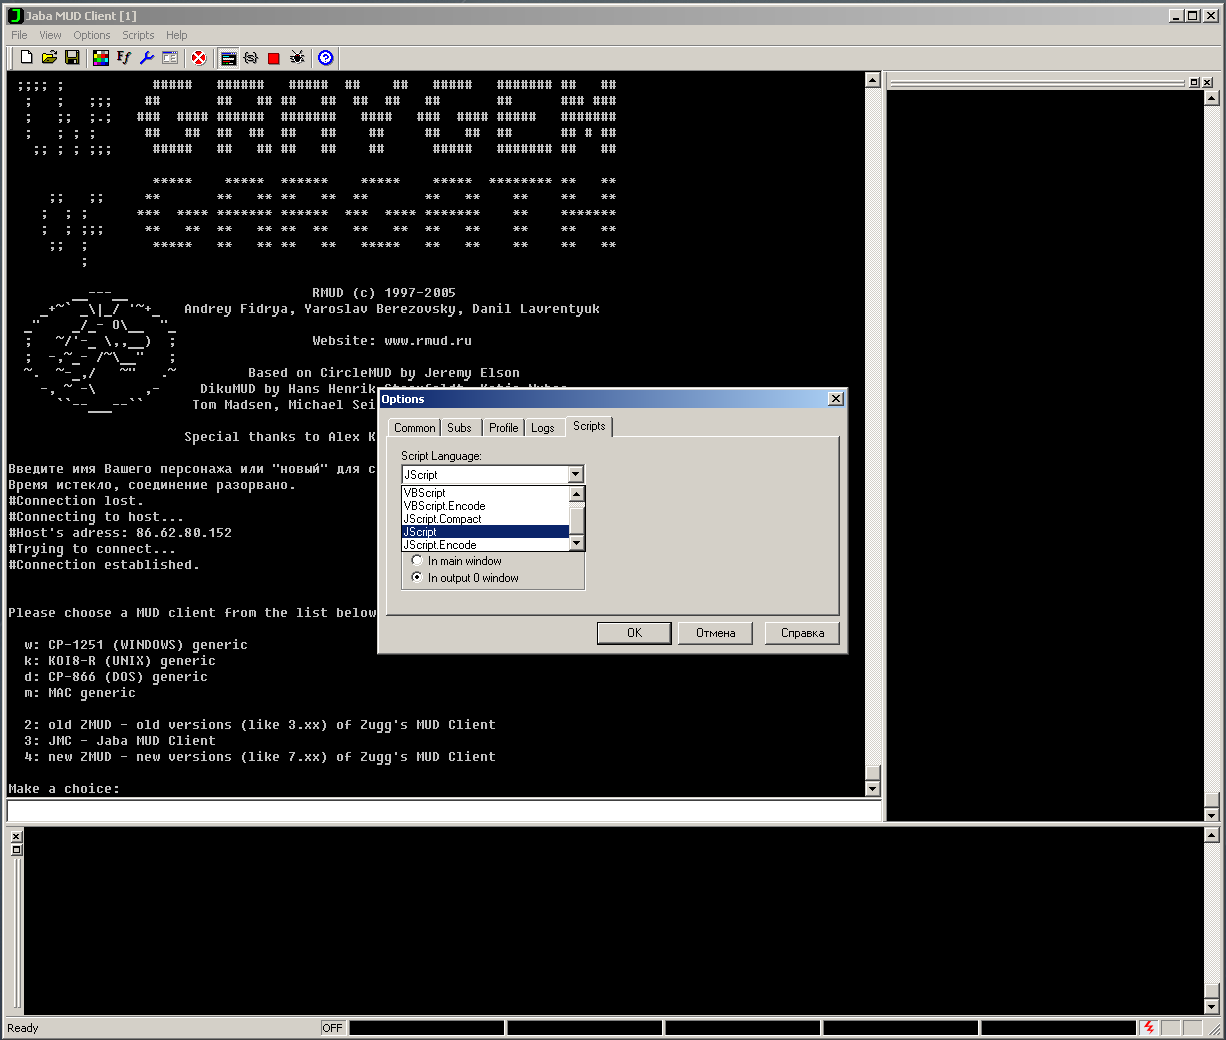 Jaba MUD Client [1]
File View Options Scripts Help
RMUD (c) 1997-2005
Andrey Fidrya, Yaroslav Berezovsky, Danil Lavrentyuk
Website: www.rmud.ru
Based on CircleMUD by Jeremy Elson
DikuMUD by Hans Henrik
Tom Madsen, Michael Sei
Special thanks to Alex K
Введите имя Вашего персонажа или "новый" для с
Время истекло, соединение разорвано.
#Connection lost.
#Connecting to host...
#Host's adress: 86.62.80.152
#Trying to connect...
#Connection established.
Please choose a MUD client from the list below
w: CP-1251 (WINDOWS) generic
k: KOI8-R (UNIX) generic
d: CP-866 (DOS) generic
m: MAC generic
2: old ZMUD - old versions (like 3.xx) of Zugg's MUD Client
3: JMC - Jaba MUD Client
4: new ZMUD - new versions (like 7.xx) of Zugg's MUD Client
Make a choice:
Options
Common Subs Profile Logs Scripts
Script Language:
JScript
VBScript
VBScript.Encode
JScript.Compact
JScript
JScript.Encode
In main window
In output 0 window
OK Отмена Справка
Ready OFF